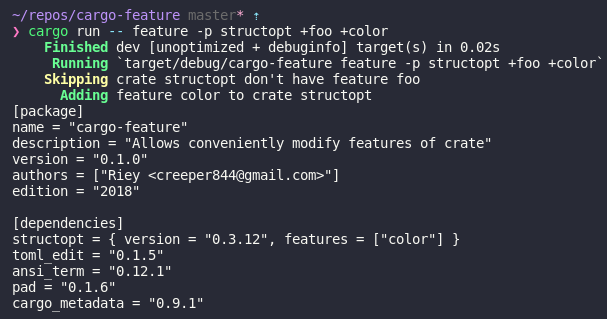 ~/repos/cargo-feature master* ⇡
❯ cargo run -- feature -p structopt +foo +color
Finished dev [unoptimized + debuginfo] target(s) in 0.02s
Running `target/debug/cargo-feature feature -p structopt +foo +color`
Skipping crate structopt don't have feature foo
Adding feature color to crate structopt
[package]
name = "cargo-feature"
description = "Allows conveniently modify features of crate"
version = "0.1.0"
authors = ["Riey <creeper844@gmail.com>"]
edition = "2018"

[dependencies]
structopt = { version = "0.3.12", features = ["color"] }
toml_edit = "0.1.5"
ansi_term = "0.12.1"
pad = "0.1.6"
cargo_metadata = "0.9.1"